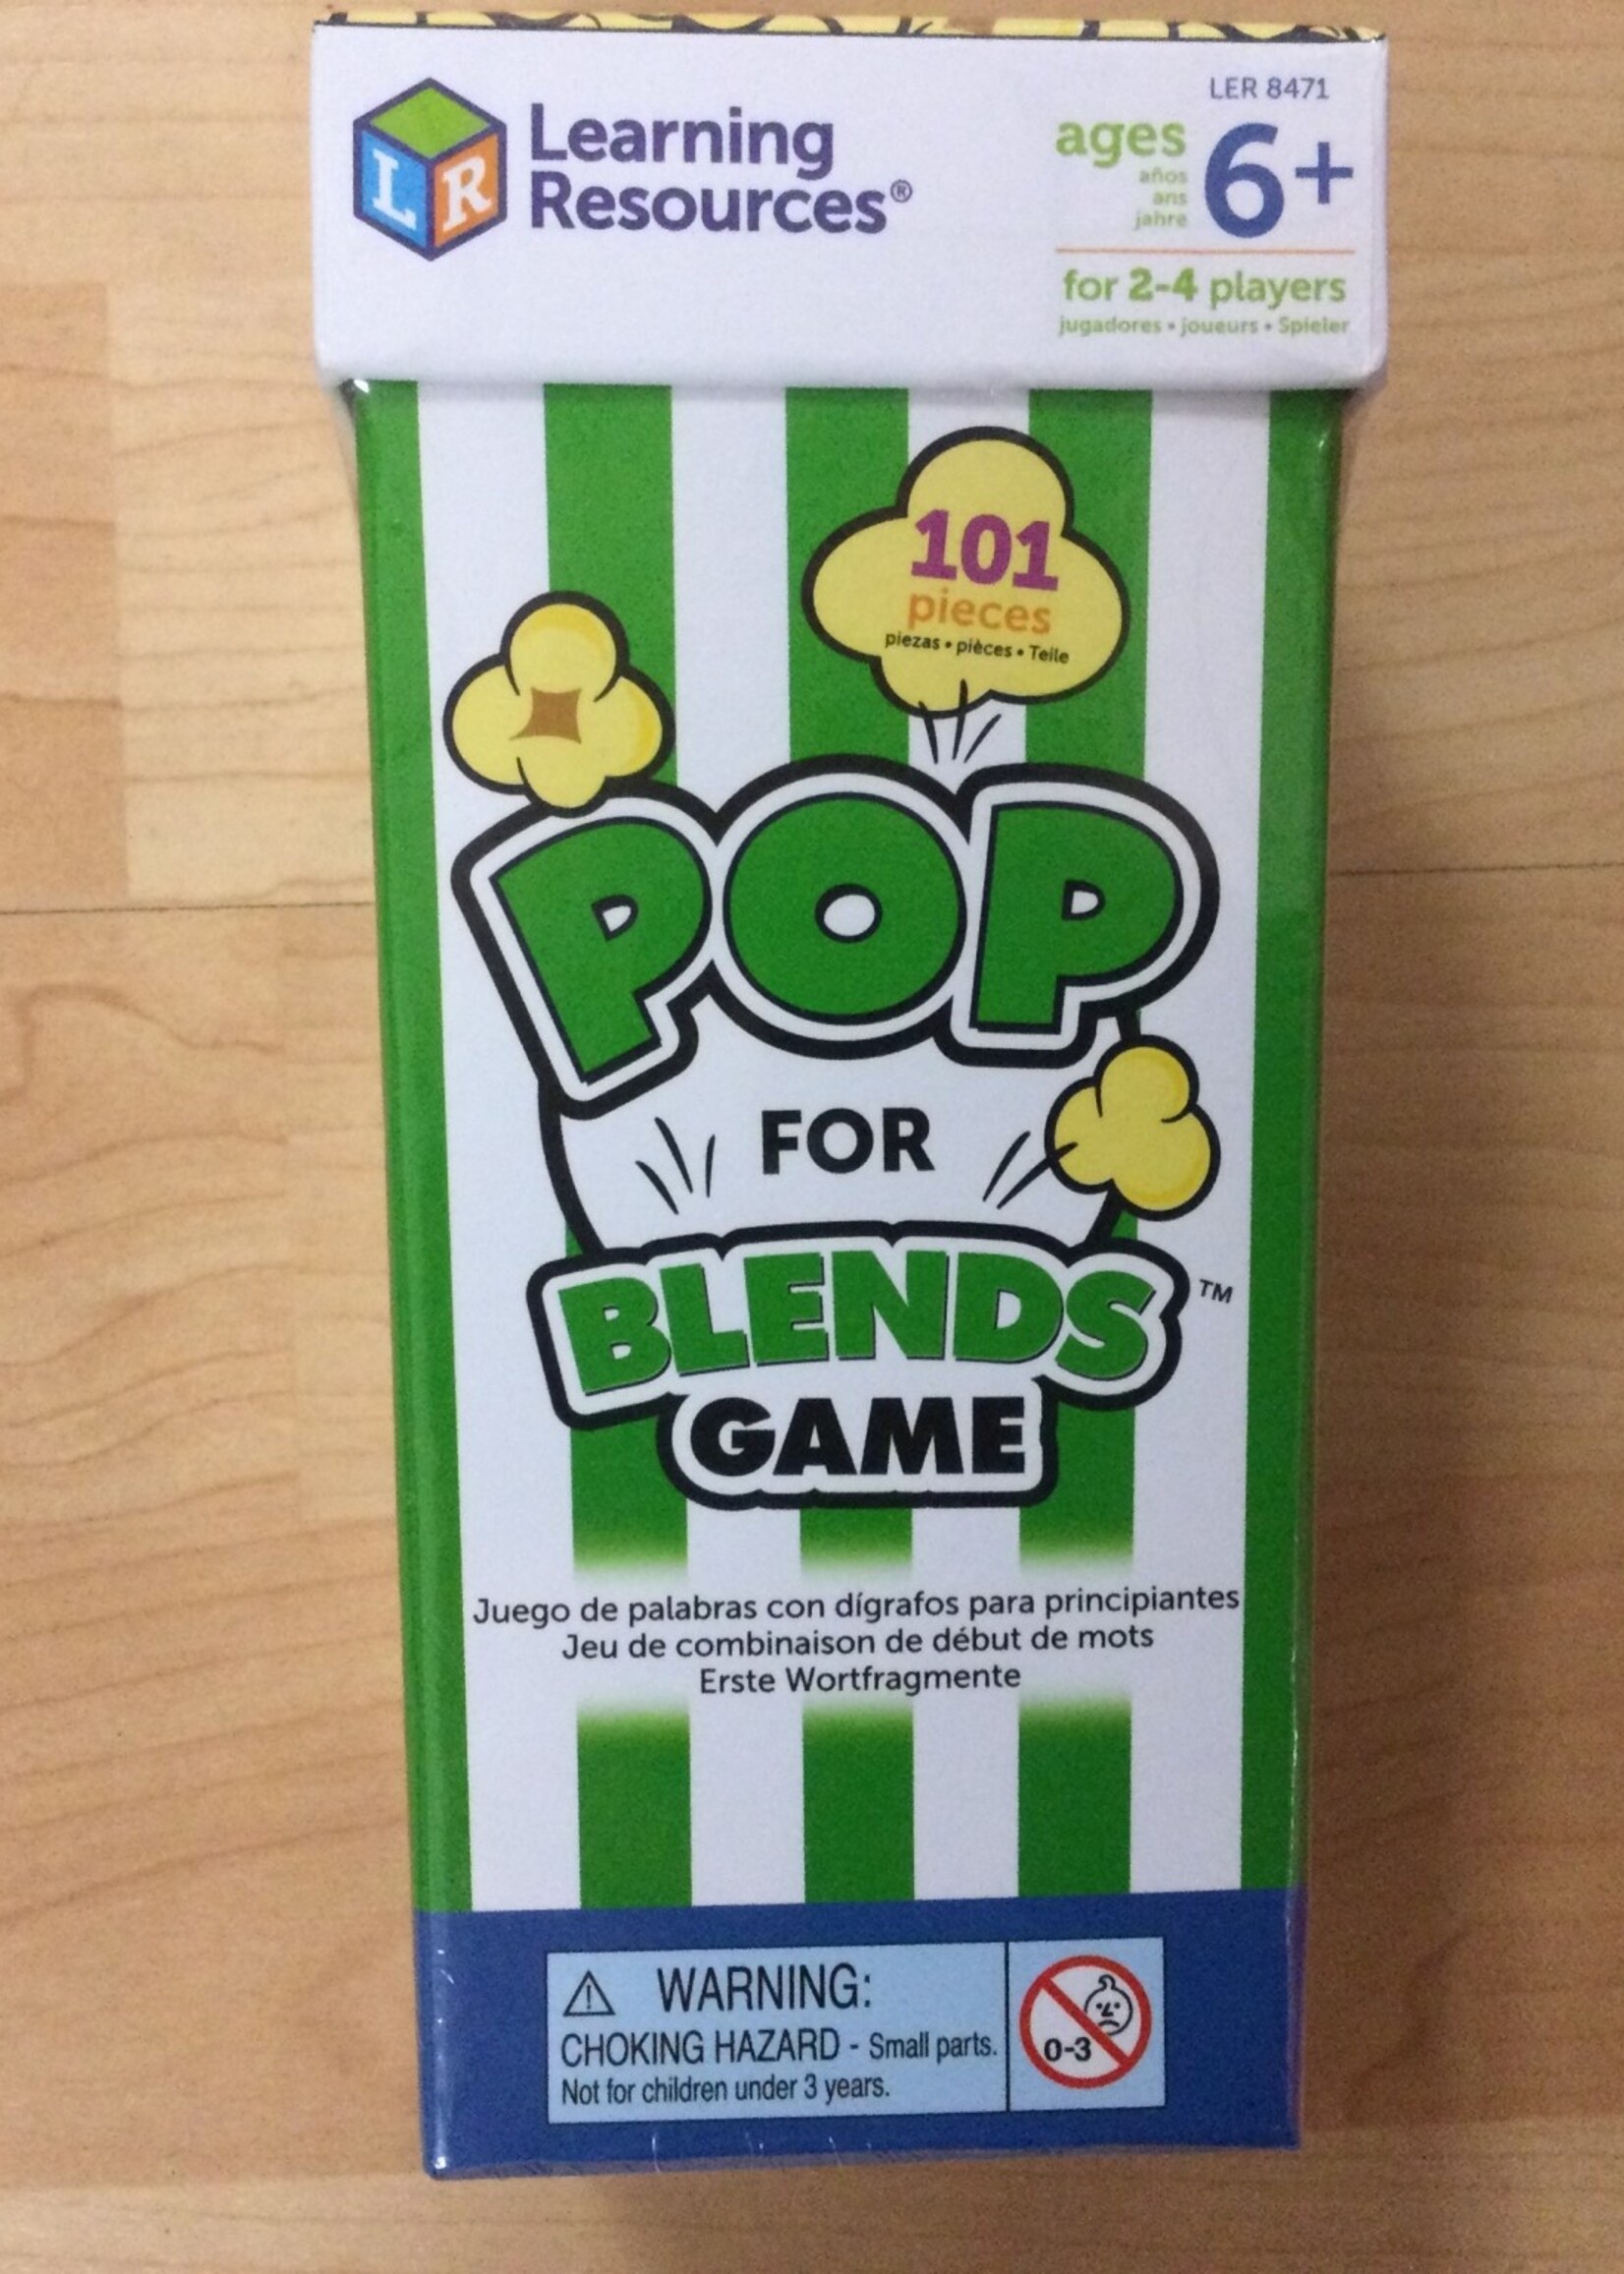 LR
Learning
Resources®
LER 8471
ages
años
ans
jahre
6+
for 2-4 players
jugadores • joueurs • Spieler
101
pieces
piezas • pièces • Teile
POP
FOR
BLENDS™
GAME
Juego de palabras con dígrafos para principiantes
Jeu de combinaison de début de mots
Erste Wortfragmente
⚠ WARNING:
CHOKING HAZARD - Small parts.
Not for children under 3 years.
0-3